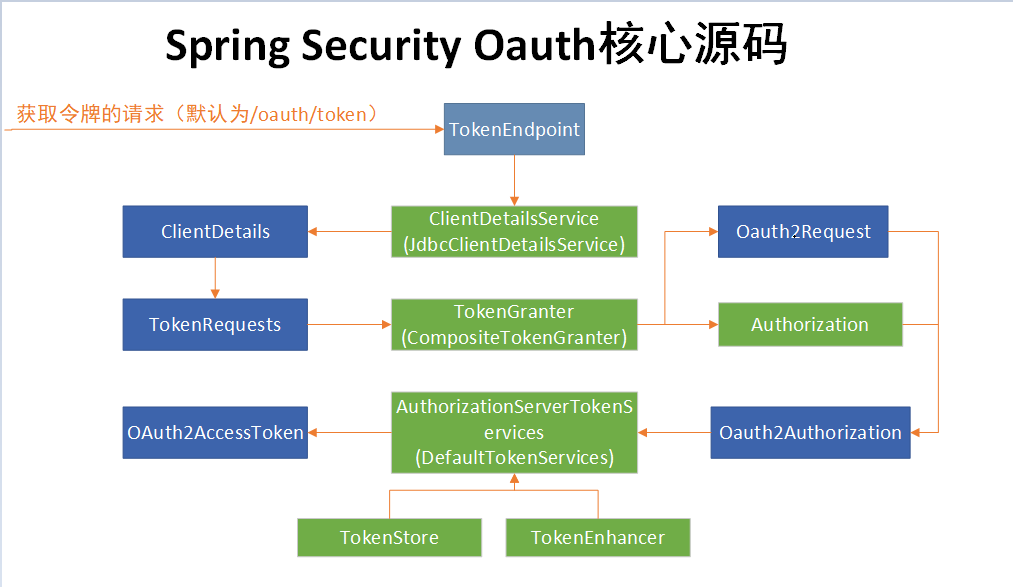 Spring Security Oauth核心源码
获取令牌的请求（默认为/oauth/token）
TokenEndpoint
ClientDetails
ClientDetailsService
(JdbcClientDetailsService)
Oauth2Request
TokenRequests
TokenGranter
(CompositeTokenGranter)
Authorization
OAuth2AccessToken
AuthorizationServerTokenS
ervices
(DefaultTokenServices)
Oauth2Authorization
TokenStore
TokenEnhancer